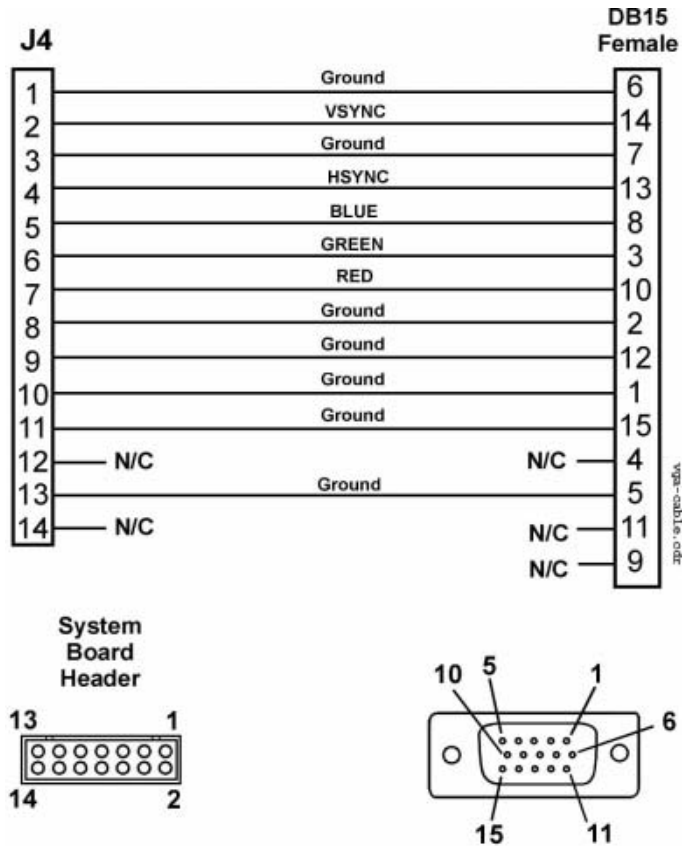 J4
DB15
Female
1 Ground 6
2 VSYNC 14
3 Ground 7
4 HSYNC 13
5 BLUE 8
6 GREEN 3
7 RED 10
8 Ground 2
9 Ground 12
10 Ground 1
11 Ground 15
12 N/C N/C 4
13 Ground 5
14 N/C N/C 11
N/C 9
vga-cable.cdr
System
Board
Header
13 1
14 2
10 5 1 6
15 11